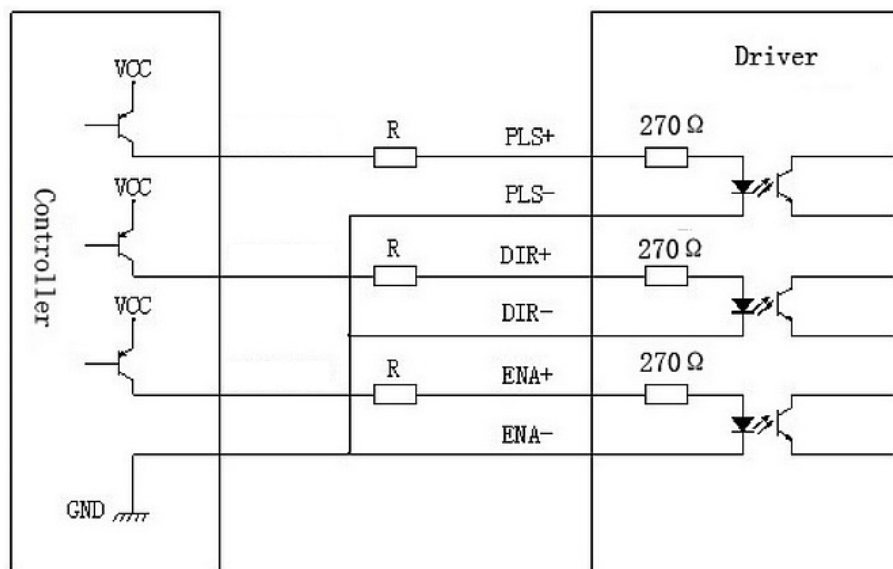 Driver
VCC
R
PLS+
270Ω
PLS-
VCC
Controller
R
DIR+
270Ω
DIR-
VCC
R
ENA+
270Ω
ENA-
GND